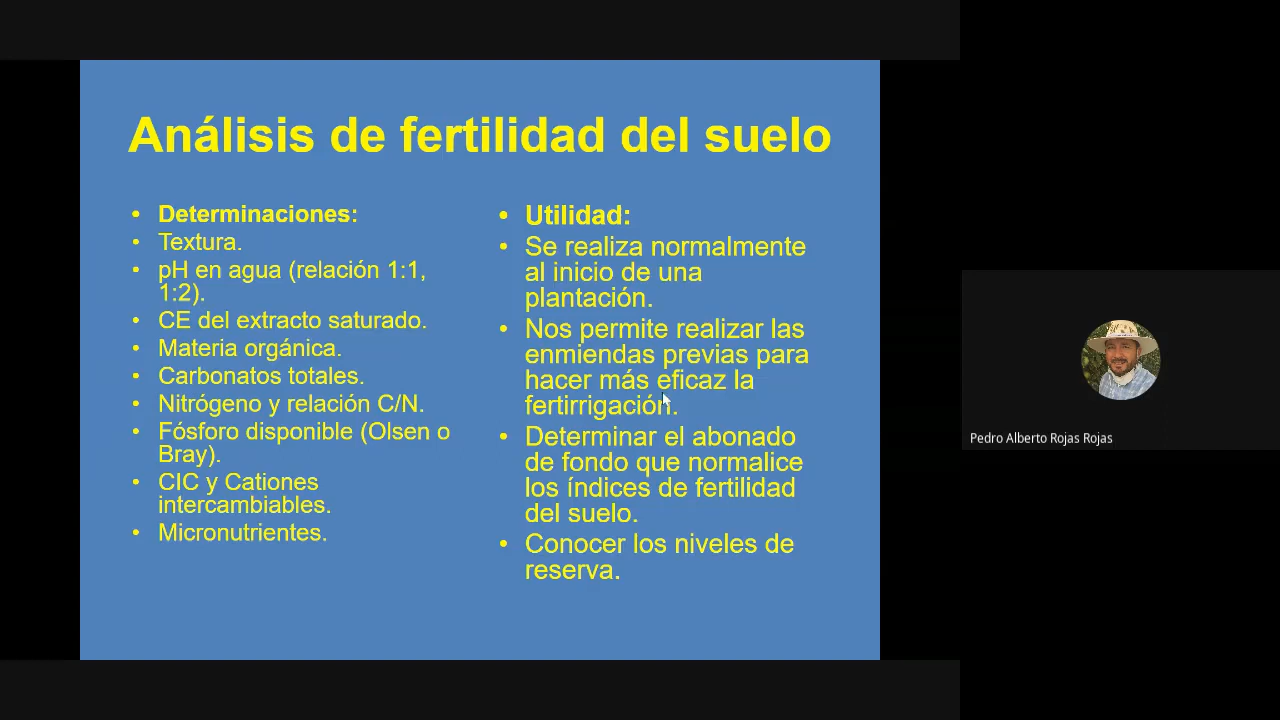 Análisis de fertilidad del suelo
• Determinaciones:
• Textura.
• pH en agua (relación 1:1,
1:2).
• CE del extracto saturado.
• Materia orgánica.
• Carbonatos totales.
• Nitrógeno y relación C/N.
• Fósforo disponible (Olsen o
Bray).
• CIC y Cationes
intercambiables.
• Micronutrientes.
• Utilidad:
• Se realiza normalmente
al inicio de una
plantación.
• Nos permite realizar las
enmiendas previas para
hacer más eficaz la
fertirrigación.
• Determinar el abonado
de fondo que normalice
los índices de fertilidad
del suelo.
• Conocer los niveles de
reserva.
Pedro Alberto Rojas Rojas